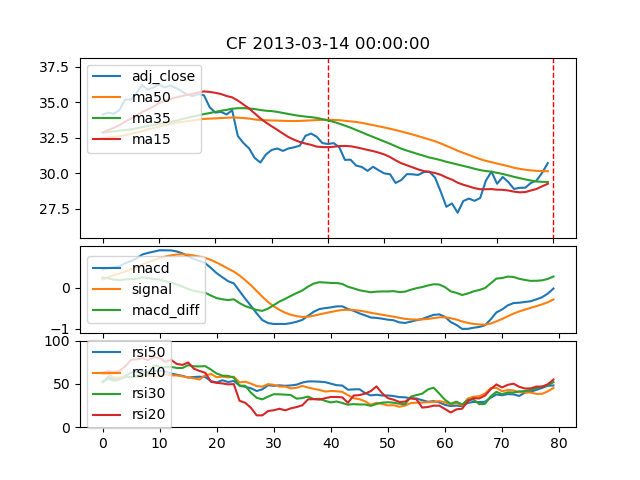 CF 2013-03-14 00:00:00
37.5
35.0
32.5
30.0
27.5
adj_close
ma50
ma35
ma15
0
−1
macd
signal
macd_diff
100
50
0
rsi50
rsi40
rsi30
rsi20
0 10 20 30 40 50 60 70 80